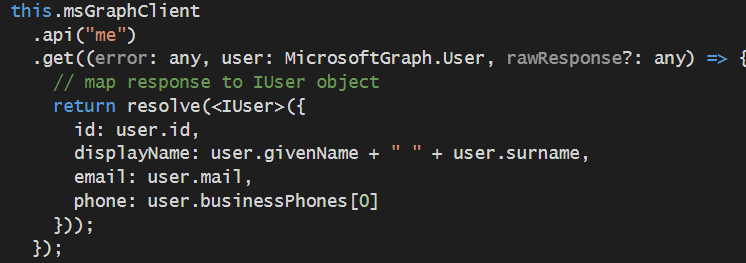 this.msGraphClient
.api("me")
.get((error: any, user: MicrosoftGraph.User, rawResponse?: any) => {
// map response to IUser object
return resolve(<IUser>({
id: user.id,
displayName: user.givenName + " " + user.surname,
email: user.mail,
phone: user.businessPhones[0]
}));
});